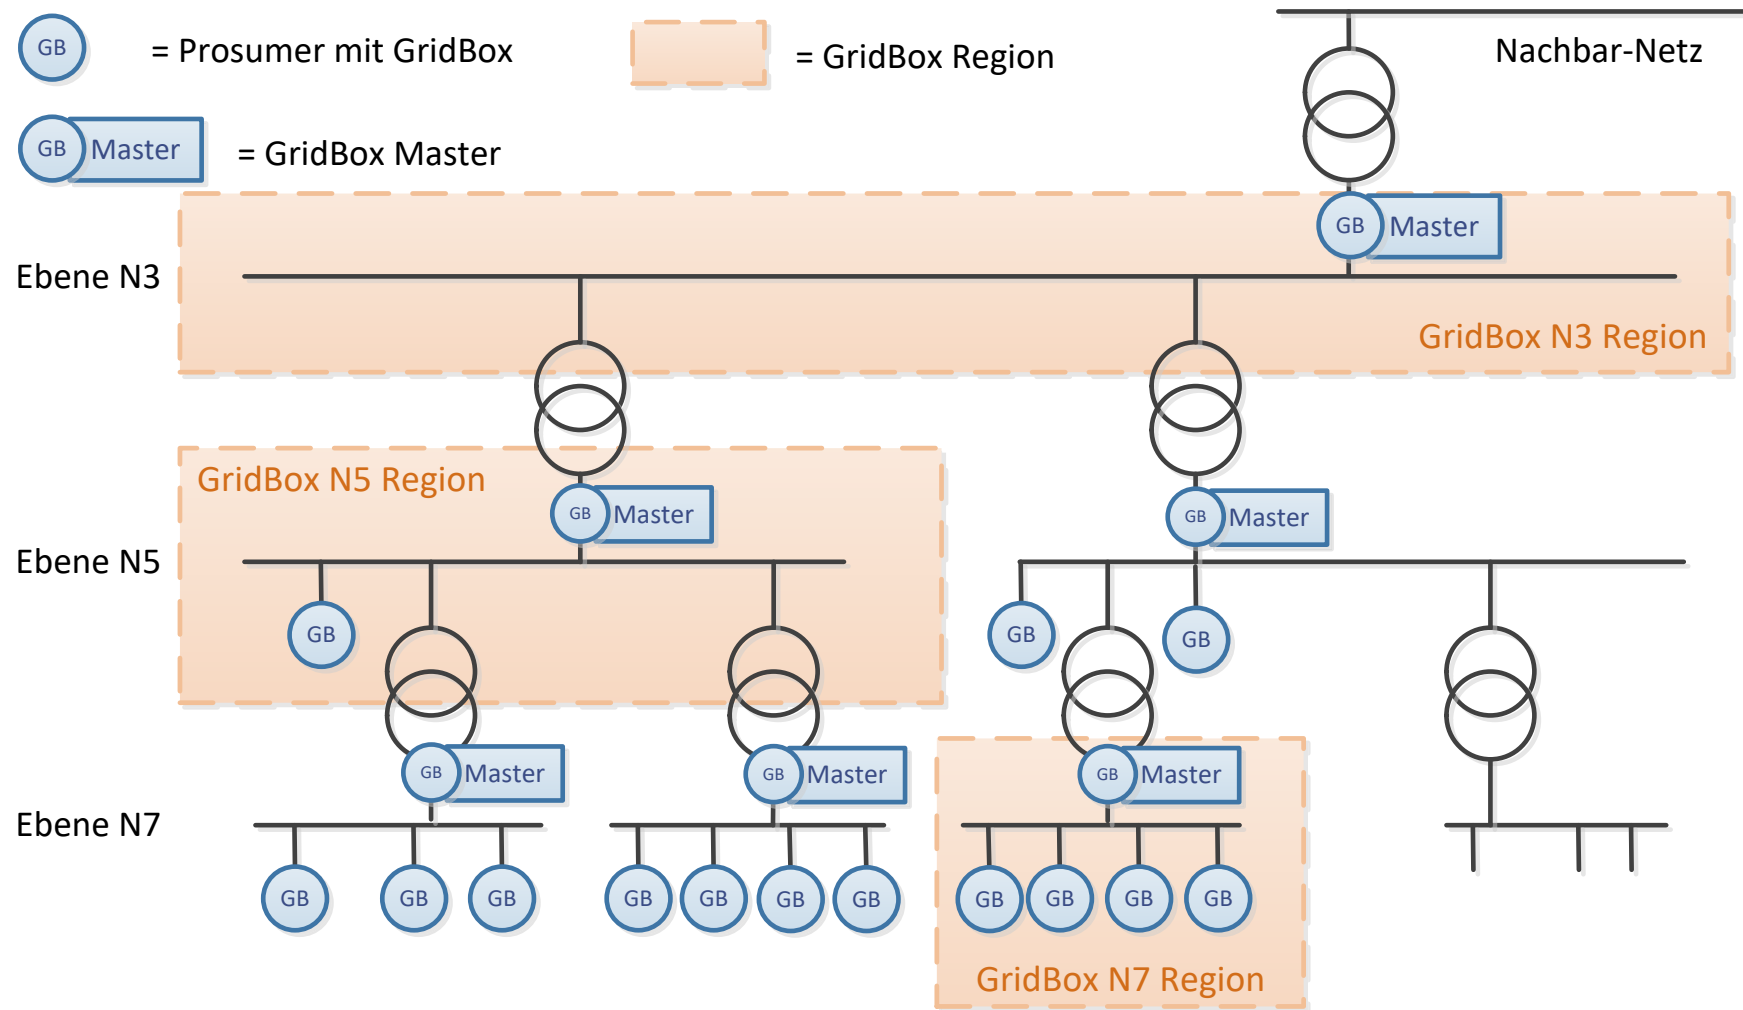 GB = Prosumer mit GridBox
= GridBox Region
Nachbar-Netz
GB Master = GridBox Master
GB Master
Ebene N3
GridBox N3 Region
GridBox N5 Region
GB Master
GB Master
Ebene N5
GB
GB
GB
GB Master
GB Master
GB Master
Ebene N7
GB GB GB
GB GB GB GB
GB GB GB GB
GridBox N7 Region